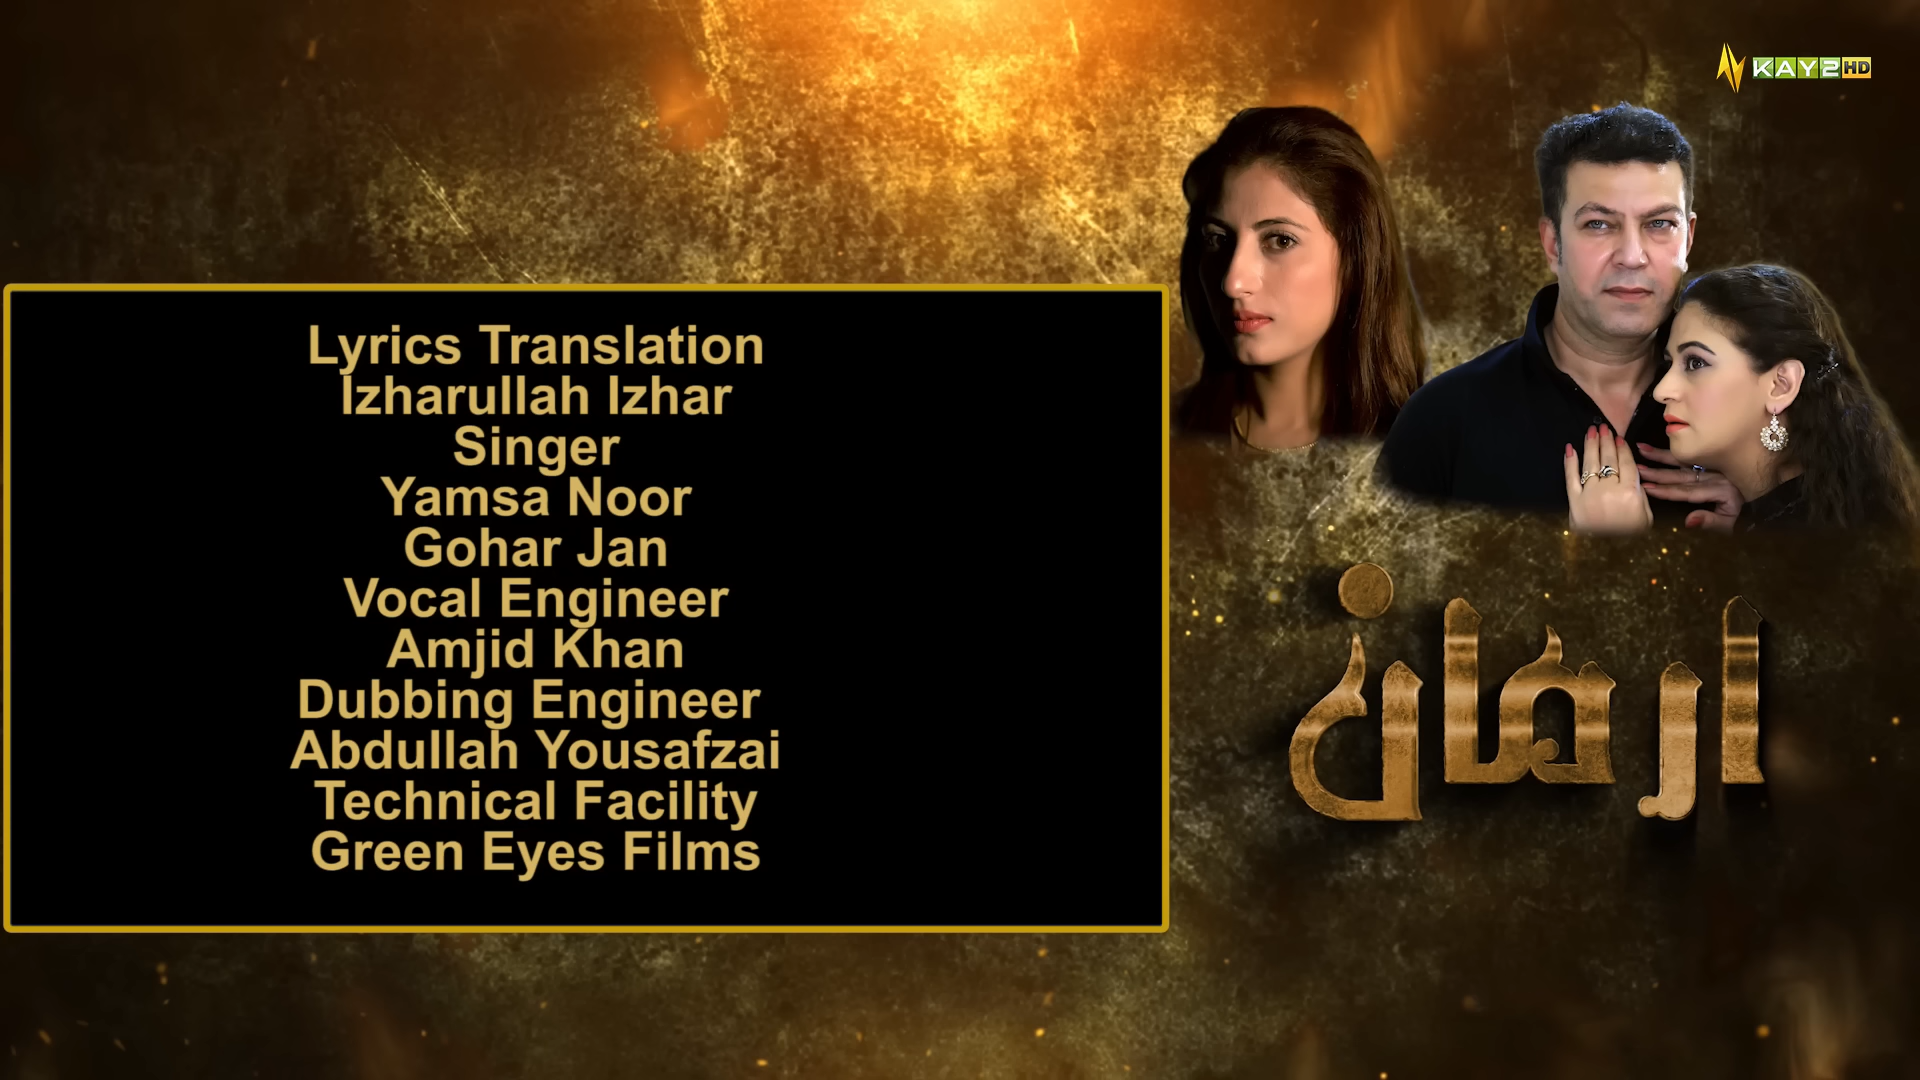 KAY2HD
Lyrics Translation
Izharullah Izhar
Singer
Yamsa Noor
Gohar Jan
Vocal Engineer
Amjid Khan
Dubbing Engineer
Abdullah Yousafzai
Technical Facility
Green Eyes Films
ارمان